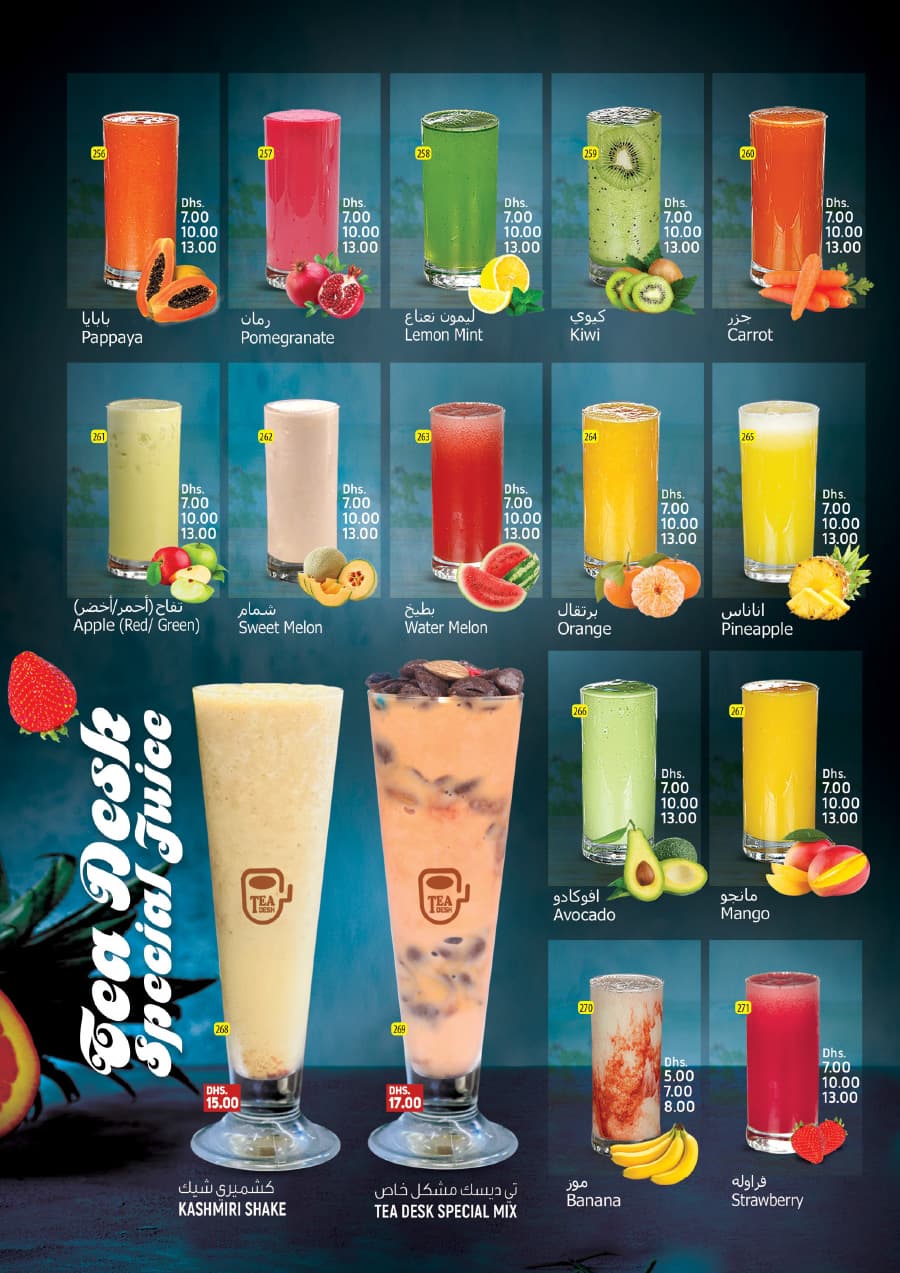 256
Dhs.
7.00
10.00
13.00
بابايا
Pappaya
257
Dhs.
7.00
10.00
13.00
رمان
Pomegranate
258
Dhs.
7.00
10.00
13.00
ليمون نعناع
Lemon Mint
259
Dhs.
7.00
10.00
13.00
كيوي
Kiwi
260
Dhs.
7.00
10.00
13.00
جزر
Carrot
261
Dhs.
7.00
10.00
13.00
تفاح (أحمر/أخضر)
Apple (Red/ Green)
262
Dhs.
7.00
10.00
13.00
شمام
Sweet Melon
263
Dhs.
7.00
10.00
13.00
بطيخ
Water Melon
264
Dhs.
7.00
10.00
13.00
برتقال
Orange
265
Dhs.
7.00
10.00
13.00
اناناس
Pineapple
Tea Desk
Special Juice
268
TEA
DESK
DHS.
15.00
كشميري شيك
KASHMIRI SHAKE
269
TEA
DESK
DHS.
17.00
تي ديسك مشكل خاص
TEA DESK SPECIAL MIX
266
Dhs.
7.00
10.00
13.00
افوكادو
Avocado
267
Dhs.
7.00
10.00
13.00
مانجو
Mango
270
Dhs.
5.00
7.00
8.00
موز
Banana
271
Dhs.
7.00
10.00
13.00
فراوله
Strawberry